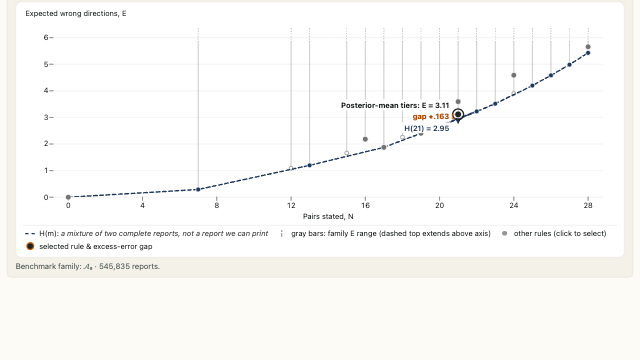 Expected wrong directions, E
6
5
4
3
2
1
0
Posterior-mean tiers: E = 3.11
gap +.163
H(21) = 2.95
0 4 8 12 16 20 24 28
Pairs stated, N
H(m): a mixture of two complete reports, not a report we can print
gray bars: family E range (dashed top extends above axis)
other rules (click to select)
selected rule & excess-error gap
Benchmark family: 𝒜₈ · 545,835 reports.